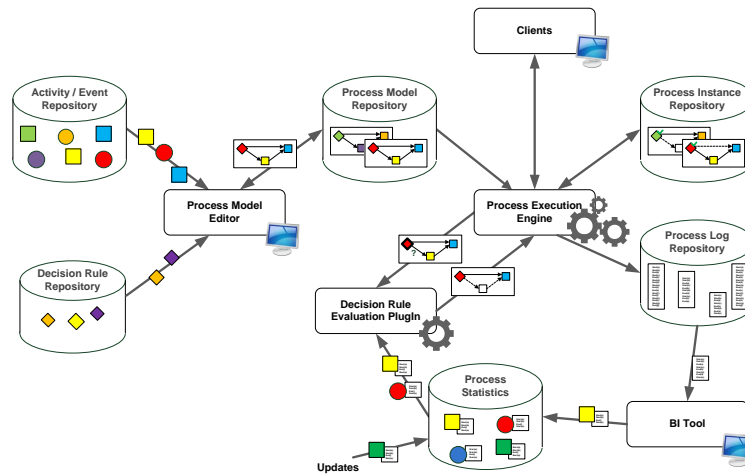 Clients
Activity / Event
Repository
Process Model
Repository
Process Instance
Repository
Process Model
Editor
Process Execution
Engine
Process Log
Repository
Decision Rule
Repository
?
Decision Rule
Evaluation PlugIn
Process
Statistics
BI Tool
Updates